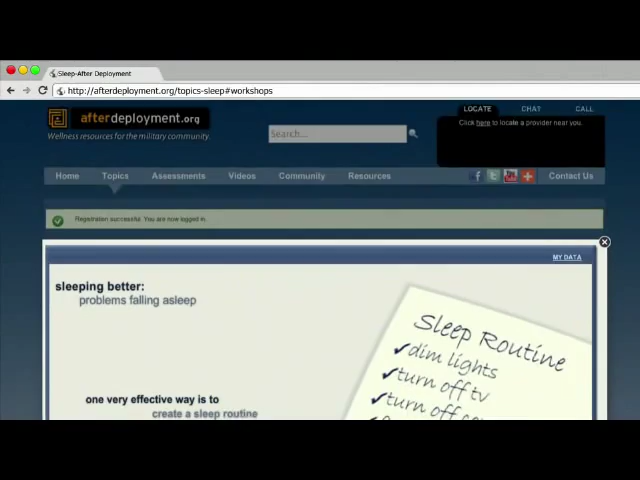 Sleep-After Deployment
http://afterdeployment.org/topics-sleep#workshops
afterdeployment.org
Wellness resources for the military community.
Search...
LOCATE CHAT CALL
Click here to locate a provider near you.
Home Topics Assessments Videos Community Resources Contact Us
Registration successful. You are now logged in.
MY DATA
sleeping better:
problems falling asleep
Sleep Routine
dim lights
turn off tv
turn off
one very effective way is to
create a sleep routine